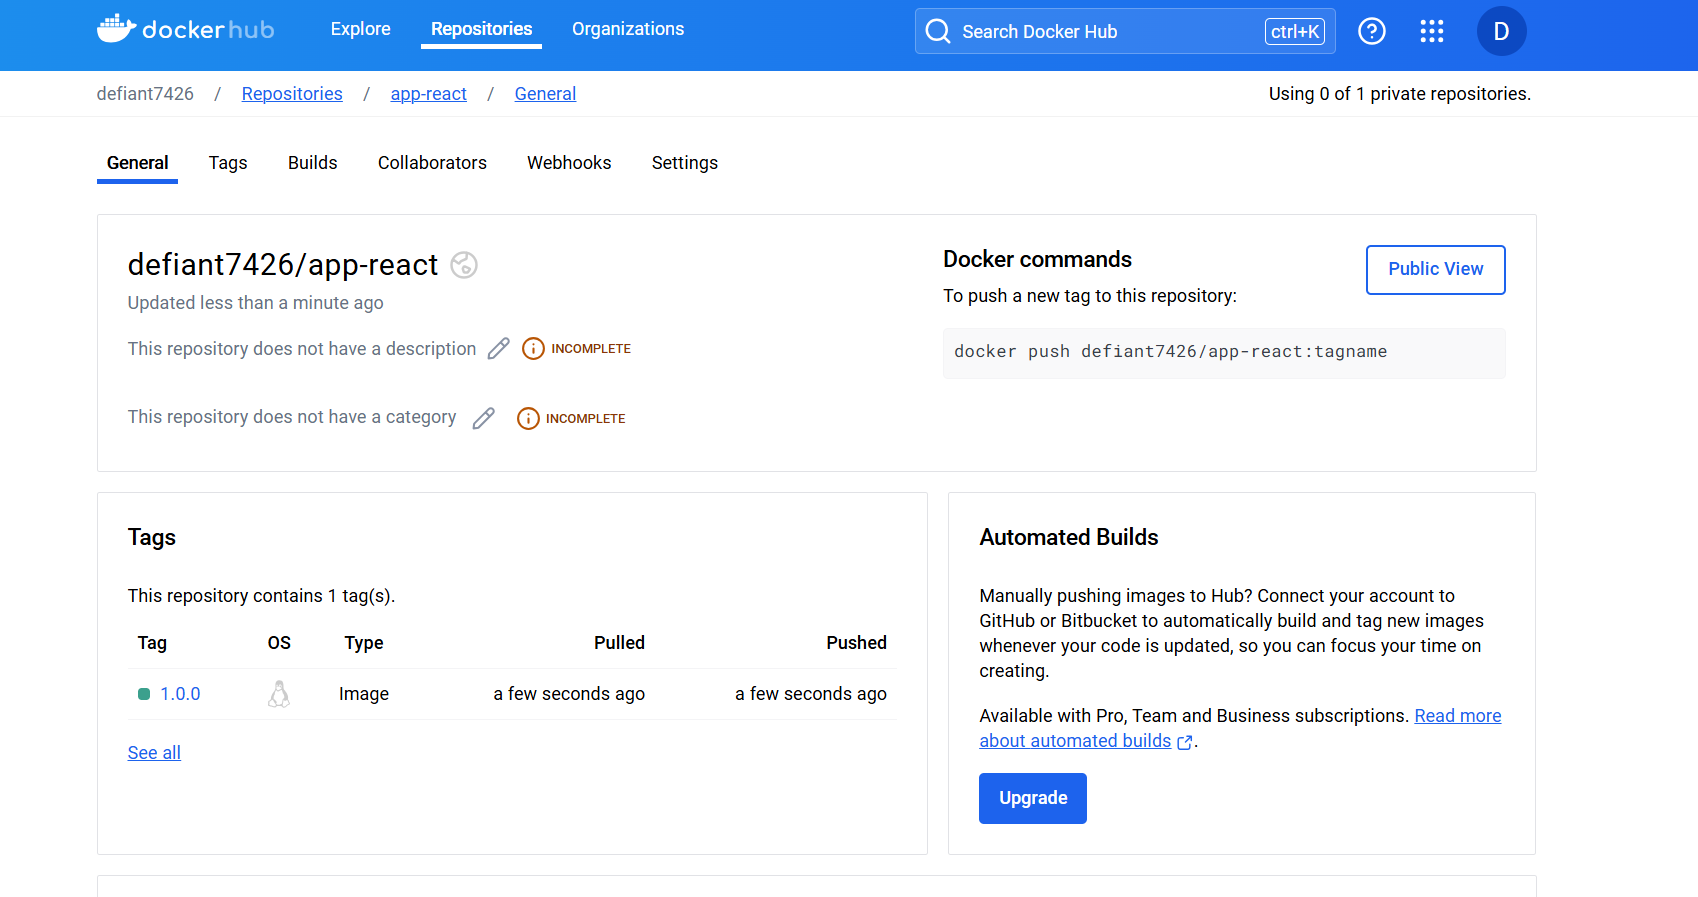 dockerhub Explore Repositories Organizations Search Docker Hub ctrl+K ? D
defiant7426 / Repositories / app-react / General Using 0 of 1 private repositories.
General Tags Builds Collaborators Webhooks Settings
defiant7426/app-react
Updated less than a minute ago
This repository does not have a description INCOMPLETE
This repository does not have a category INCOMPLETE
Docker commands
Public View
To push a new tag to this repository:
docker push defiant7426/app-react:tagname
Tags
This repository contains 1 tag(s).
Tag OS Type Pulled Pushed
1.0.0 Image a few seconds ago a few seconds ago
See all
Automated Builds
Manually pushing images to Hub? Connect your account to
GitHub or Bitbucket to automatically build and tag new images
whenever your code is updated, so you can focus your time on
creating.
Available with Pro, Team and Business subscriptions. Read more
about automated builds.
Upgrade